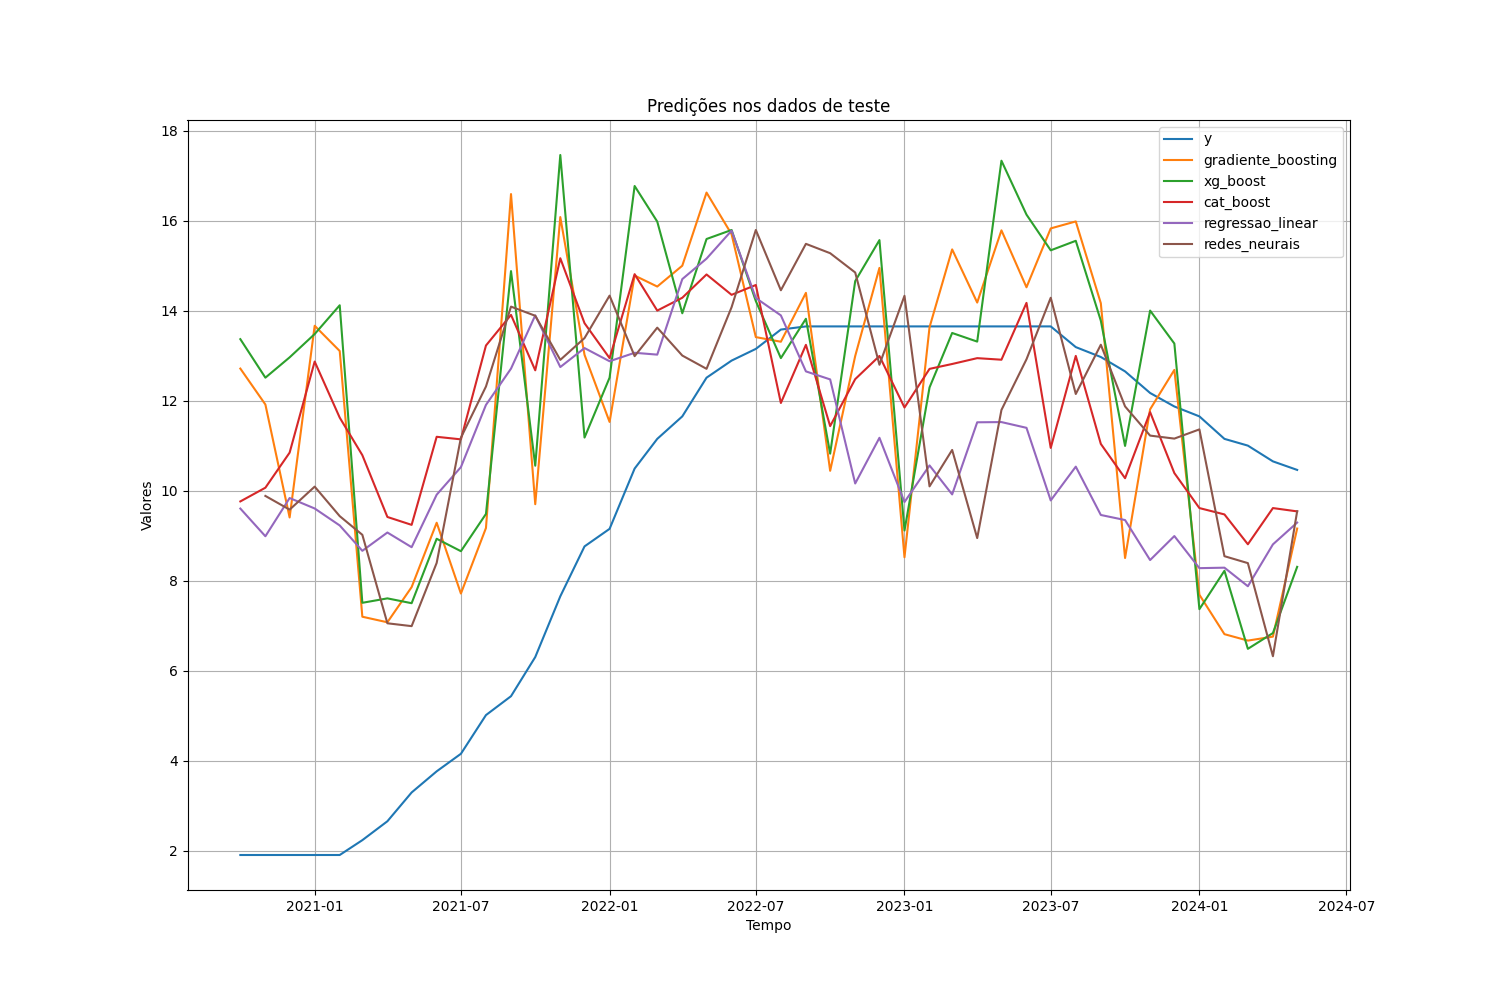 Predições nos dados de teste
y
gradiente_boosting
xg_boost
cat_boost
regressao_linear
redes_neurais
Valores
18
16
14
12
10
8
6
4
2
2021-01 2021-07 2022-01 2022-07 2023-01 2023-07 2024-01 2024-07
Tempo